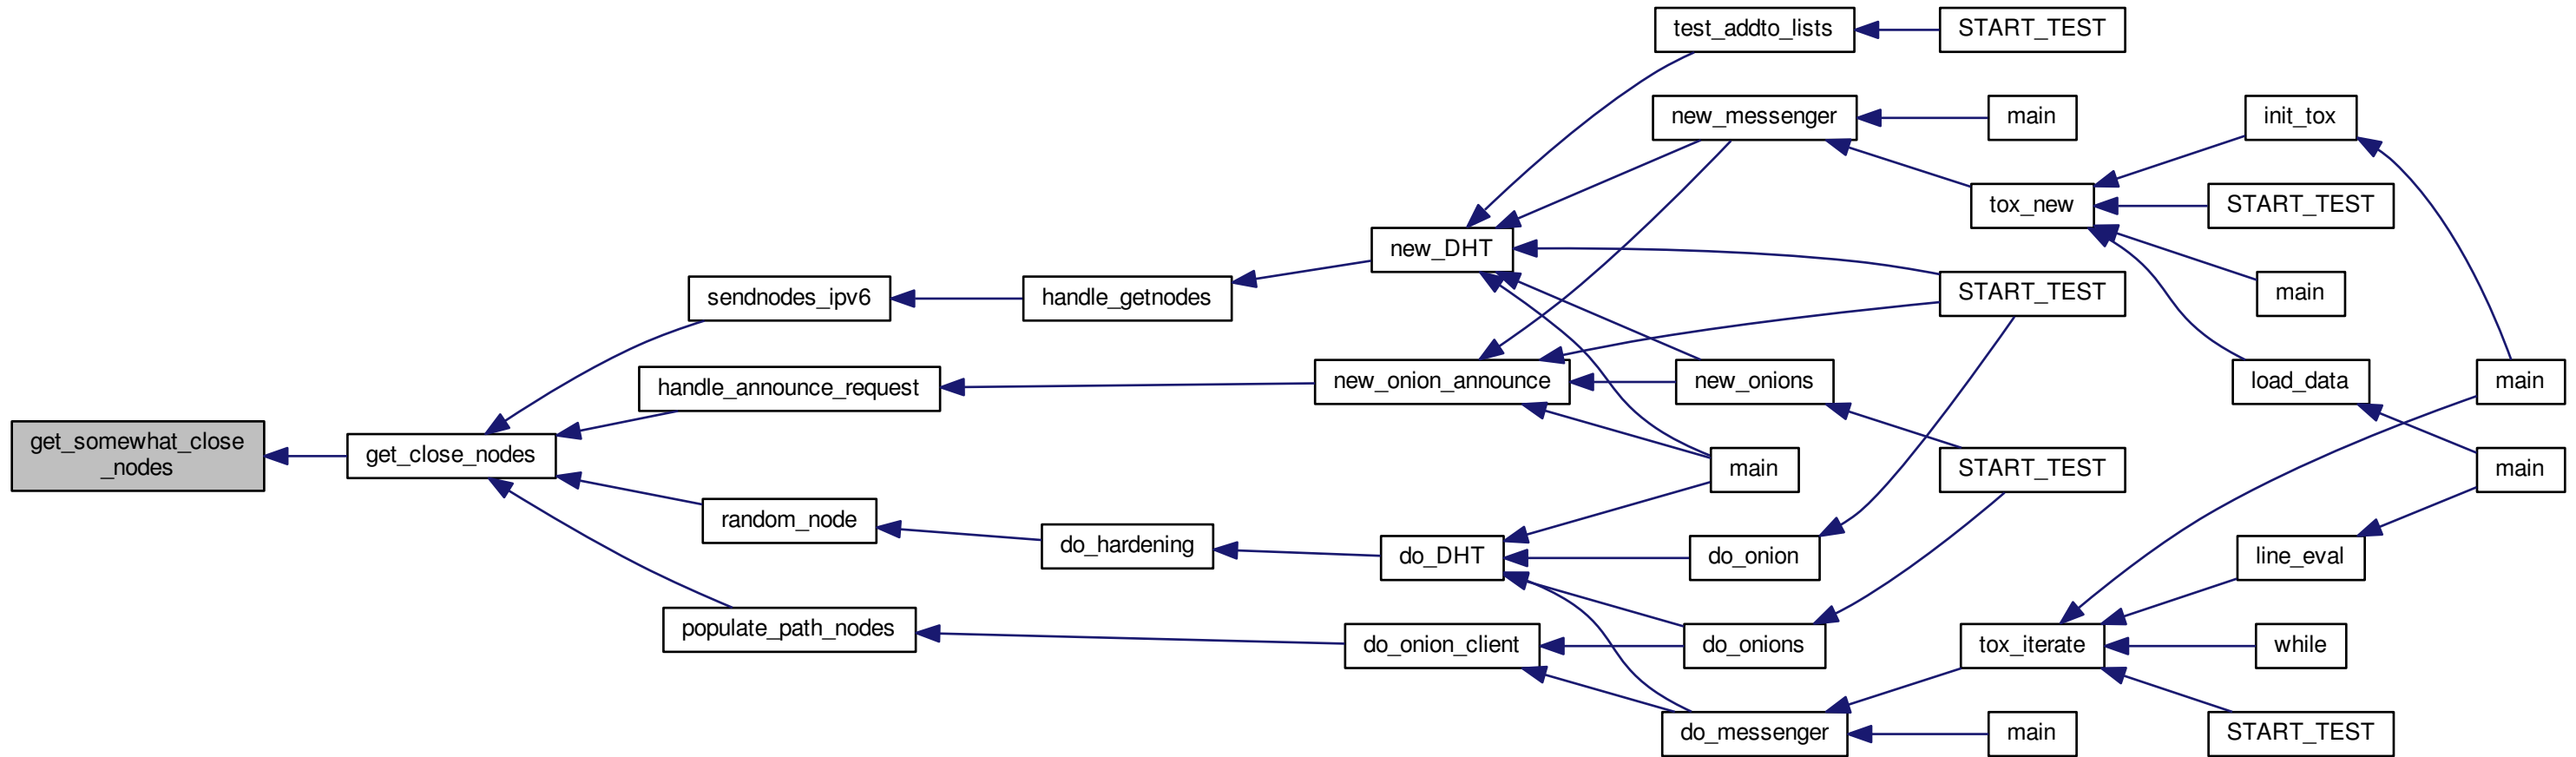 get_somewhat_close
_nodes
get_close_nodes
sendnodes_ipv6
handle_announce_request
random_node
populate_path_nodes
handle_getnodes
do_hardening
new_DHT
new_onion_announce
do_DHT
do_onion_client
test_addto_lists
new_messenger
new_onions
main
do_onion
do_onions
do_messenger
START_TEST
main
tox_new
START_TEST
START_TEST
tox_iterate
main
init_tox
START_TEST
main
load_data
line_eval
while
START_TEST
main
main